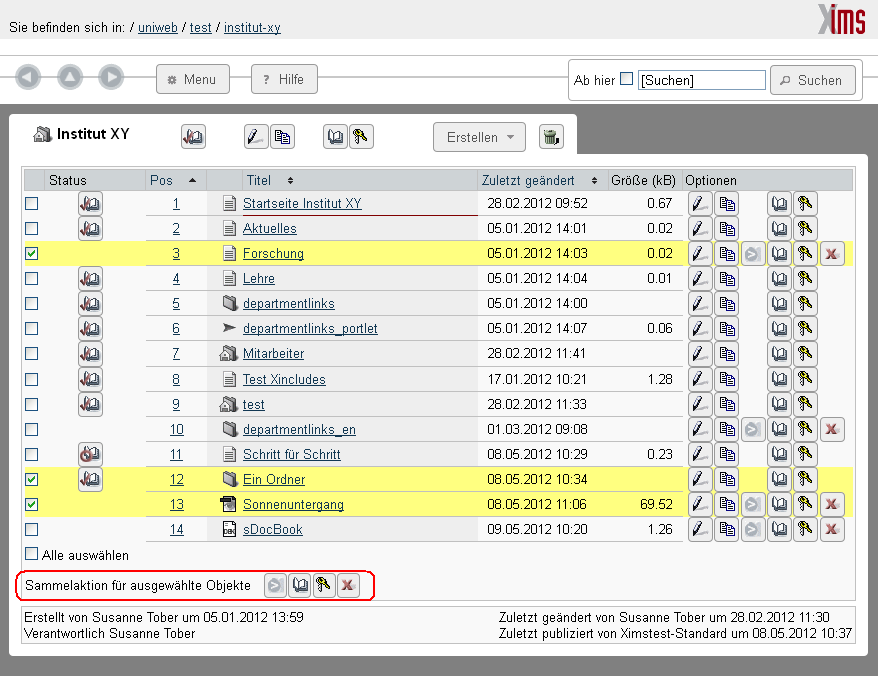 Sie befinden sich in: / uniweb / test / institut-xy
Xims
Menu
? Hilfe
Ab hier [Suchen] Suchen
Institut XY
Erstellen
Status Pos Titel Zuletzt geändert Größe (kB) Optionen
1 Startseite Institut XY 28.02.2012 09:52 0.67
2 Aktuelles 05.01.2012 14:01 0.02
3 Forschung 05.01.2012 14:03 0.02
4 Lehre 05.01.2012 14:04 0.01
5 departmentlinks 05.01.2012 14:00
6 departmentlinks_portlet 05.01.2012 14:07 0.06
7 Mitarbeiter 28.02.2012 11:41
8 Test Xincludes 17.01.2012 10:21 1.28
9 test 28.02.2012 11:33
10 departmentlinks_en 01.03.2012 09:08
11 Schritt für Schritt 08.05.2012 10:29 0.23
12 Ein Ordner 08.05.2012 10:34
13 Sonnenuntergang 08.05.2012 11:06 69.52
14 sDocBook 09.05.2012 10:20 1.26
Alle auswählen
Sammelaktion für ausgewählte Objekte
Erstellt von Susanne Tober um 05.01.2012 13:59 Zuletzt geändert von Susanne Tober um 28.02.2012 11:30
Verantwortlich Susanne Tober Zuletzt publiziert von Ximstest-Standard um 08.05.2012 10:37